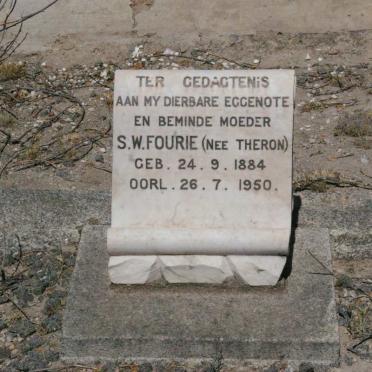 TER GEDAGTENIS
AAN MY DIERBARE EGGENOTE
EN BEMINDE MOEDER
S.W. FOURIE (NEE THERON)
GEB. 24. 9. 1884
OORL. 26. 7. 1950.